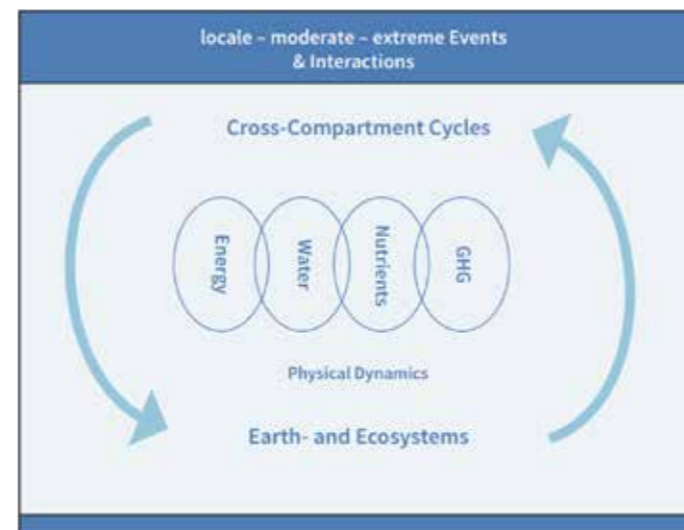 locale – moderate – extreme Events
& Interactions
Cross-Compartment Cycles
Energy
Water
Nutrients
GHG
Physical Dynamics
Earth- and Ecosystems